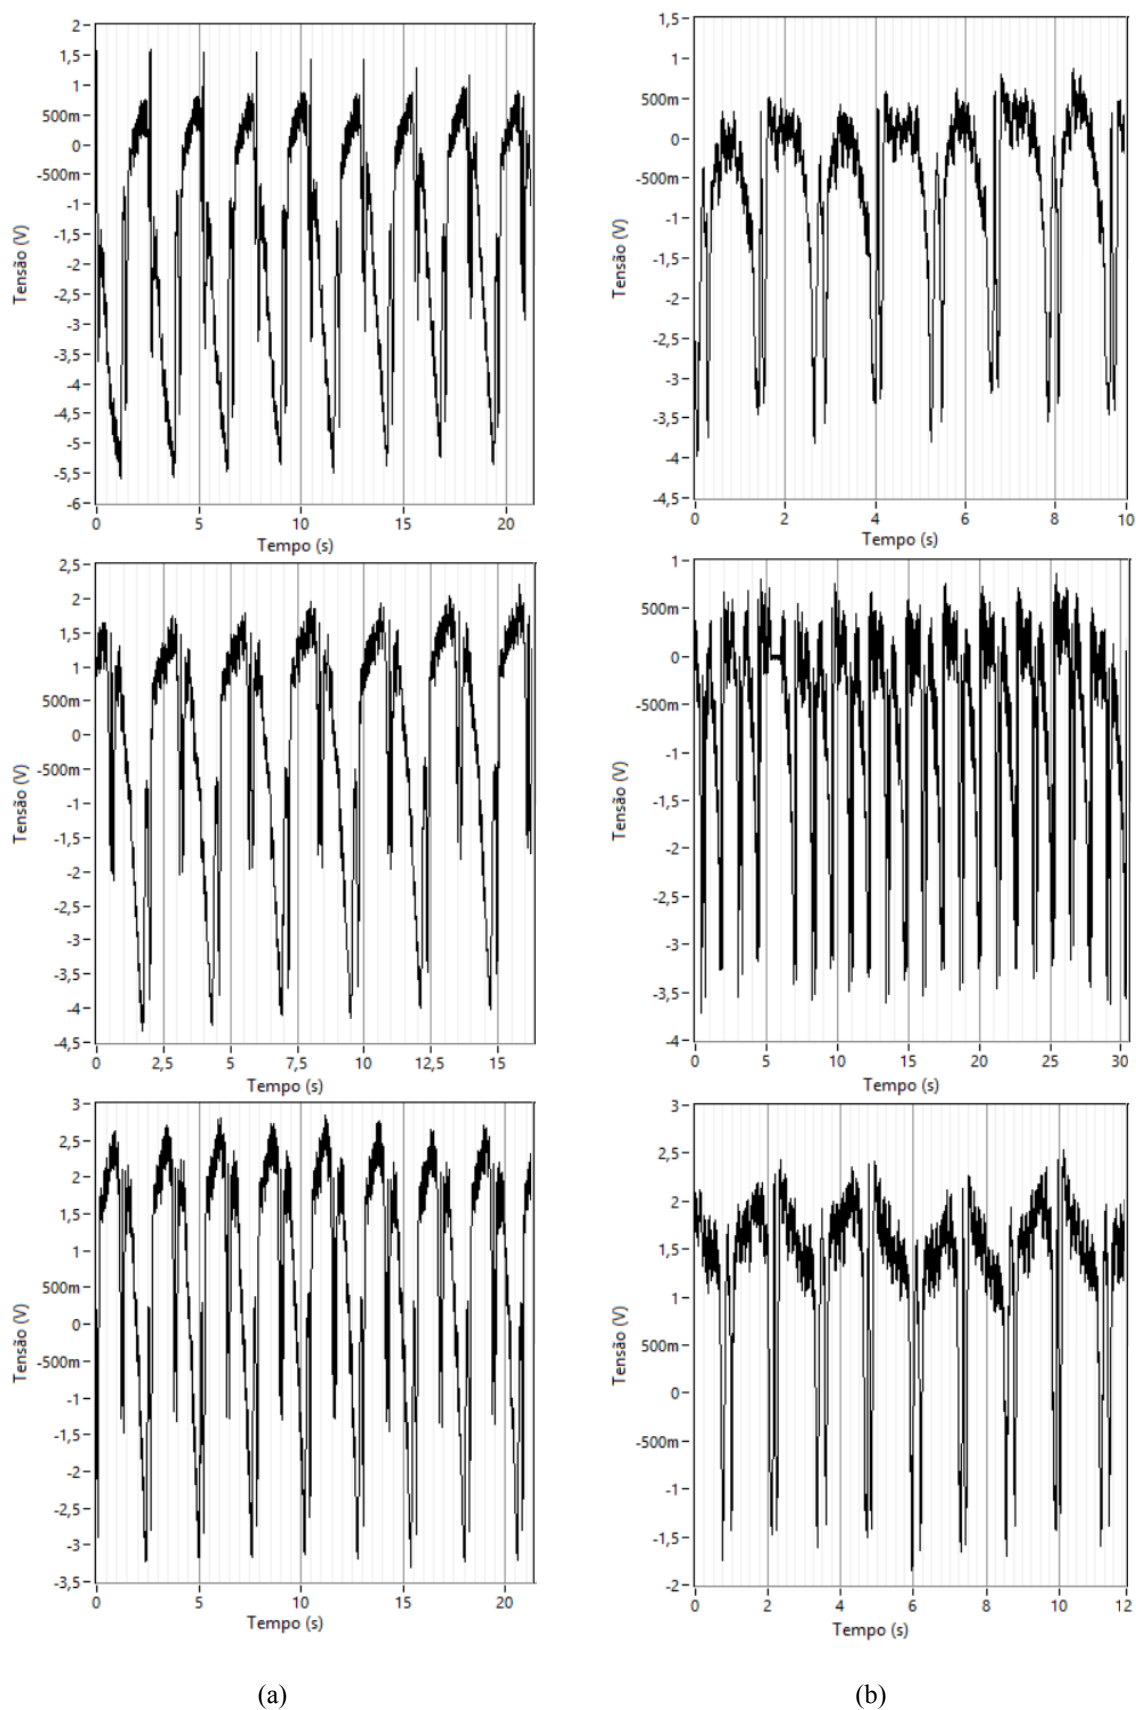 2
1,5
1
500m
0
-500m
-1
-1,5
-2
-2,5
-3
-3,5
-4
-4,5
-5
-5,5
-6
Tensão (V)
0 5 10 15 20
Tempo (s)
1,5
1
500m
0
-500m
-1
-1,5
-2
-2,5
-3
-3,5
-4
-4,5
Tensão (V)
0 2 4 6 8 10
Tempo (s)
2,5
2
1,5
1
500m
0
-500m
-1
-1,5
-2
-2,5
-3
-3,5
-4
-4,5
Tensão (V)
0 2,5 5 7,5 10 12,5 15
Tempo (s)
1
500m
0
-500m
-1
-1,5
-2
-2,5
-3
-3,5
-4
Tensão (V)
0 5 10 15 20 25 30
Tempo (s)
3
2,5
2
1,5
1
500m
0
-500m
-1
-1,5
-2
-2,5
-3
-3,5
Tensão (V)
0 5 10 15 20
Tempo (s)
3
2,5
2
1,5
1
500m
0
-500m
-1
-1,5
-2
Tensão (V)
0 2 4 6 8 10 12
Tempo (s)
(a) (b)